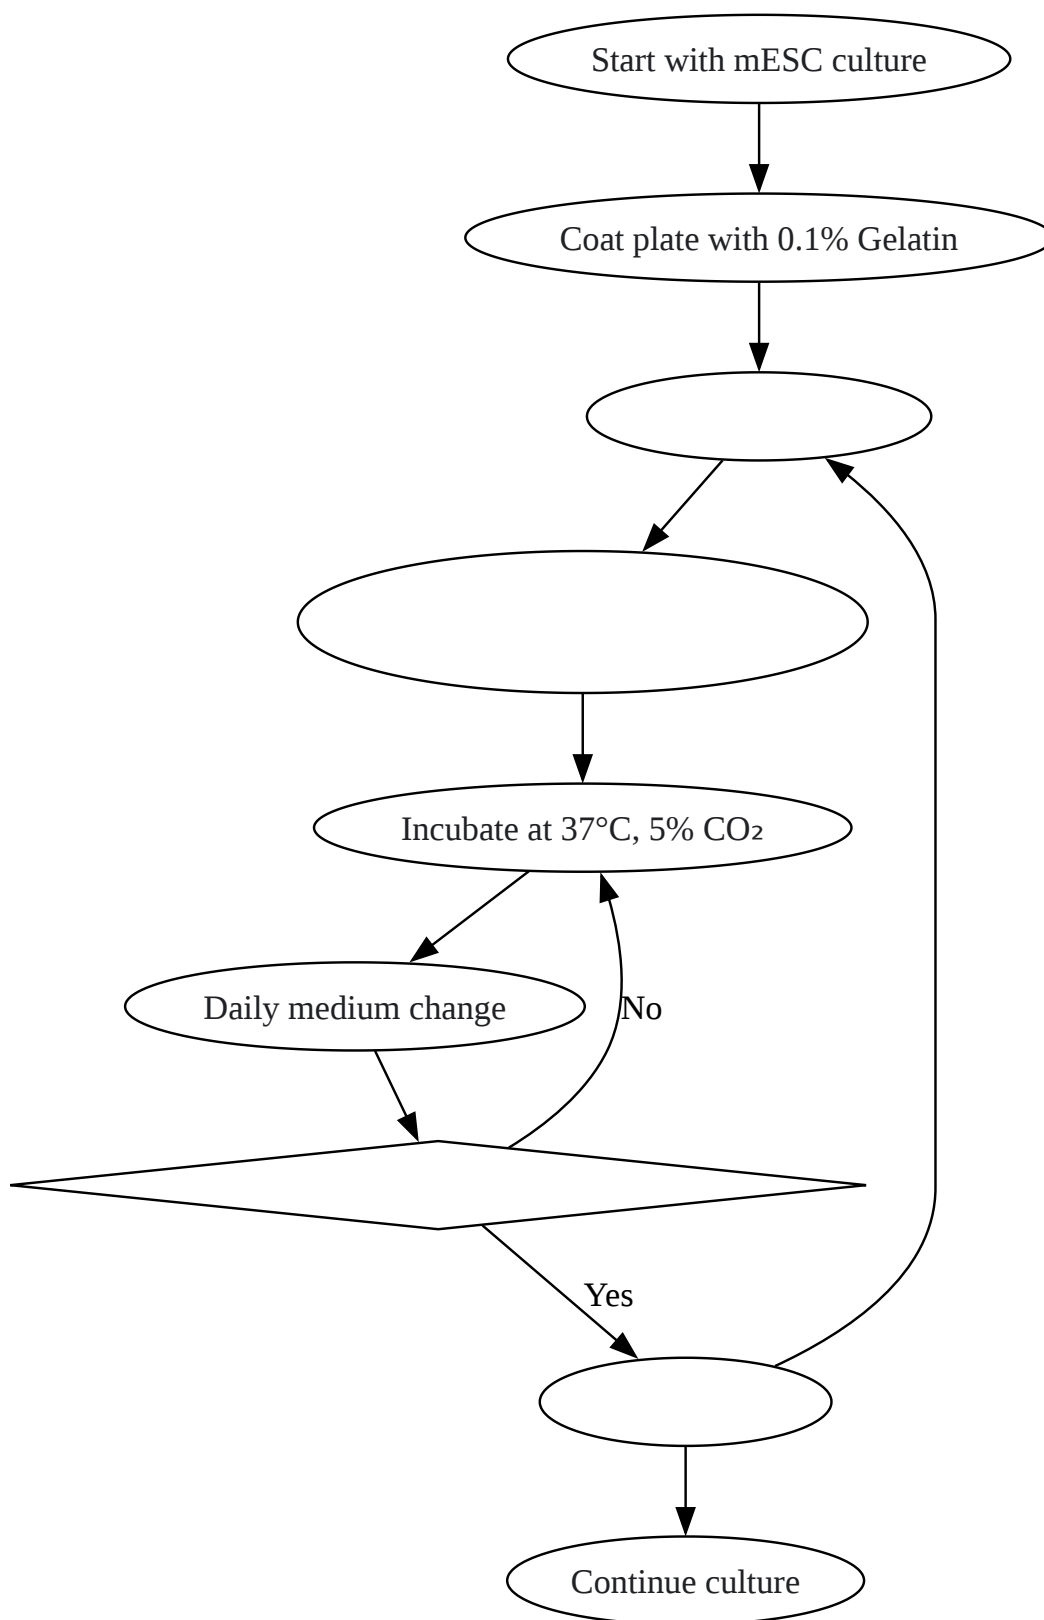 Start with mESC culture
Coat plate with 0.1% Gelatin
Incubate at 37°C, 5% CO₂
Daily medium change
No
Yes
Continue culture